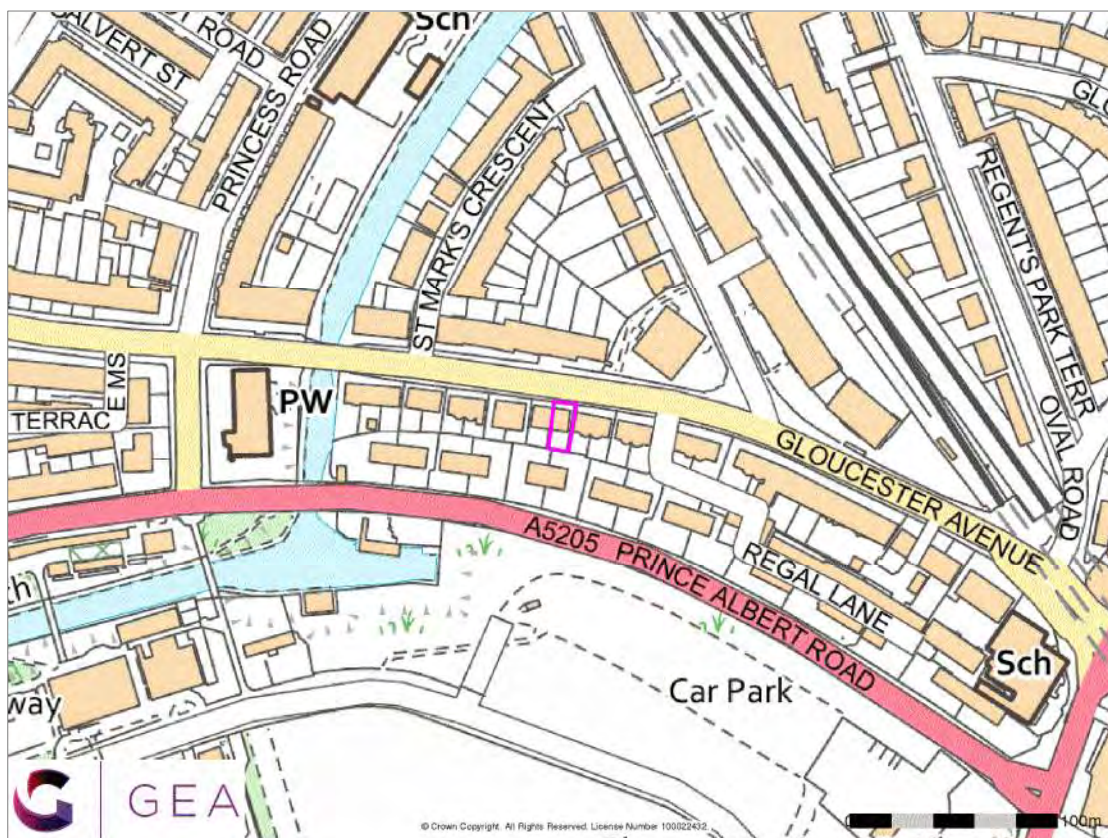 Sch
CALVERT ST
ROAD
PRINCESS ROAD
ST MARK'S CRESCENT
REGENT'S PARK TERR
OVAL ROAD
EMS
TERRAC
PW
GLOUCESTER AVENUE
A5205 PRINCE ALBERT ROAD
REGAL LANE
Sch
Car Park
way
GEA
© Crown Copyright. All Rights Reserved. License Number 100022432.
100m